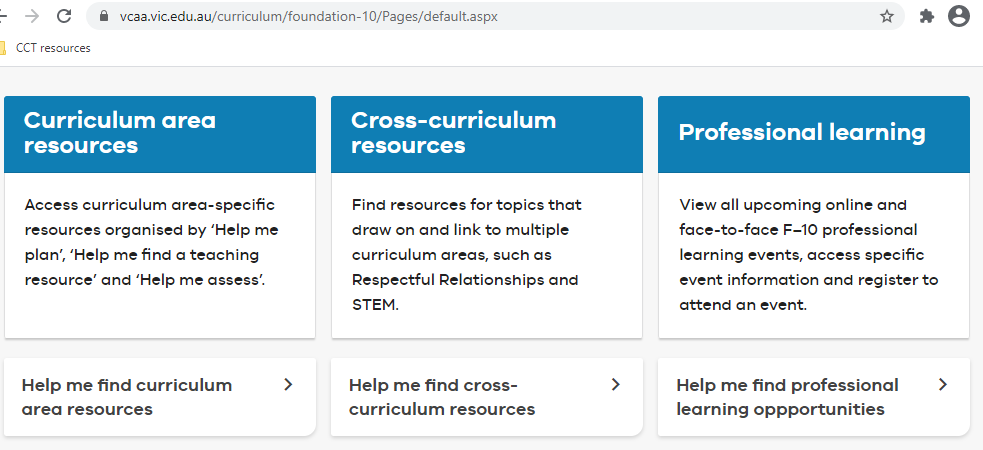 vcaa.vic.edu.au/curriculum/foundation-10/Pages/default.aspx
CCT resources
Curriculum area
resources
Access curriculum area-specific
resources organised by ‘Help me
plan’, ‘Help me find a teaching
resource’ and ‘Help me assess’.
Help me find curriculum
area resources
Cross-curriculum
resources
Find resources for topics that
draw on and link to multiple
curriculum areas, such as
Respectful Relationships and
STEM.
Help me find cross-
curriculum resources
Professional learning
View all upcoming online and
face-to-face F–10 professional
learning events, access specific
event information and register to
attend an event.
Help me find professional
learning oppportunities